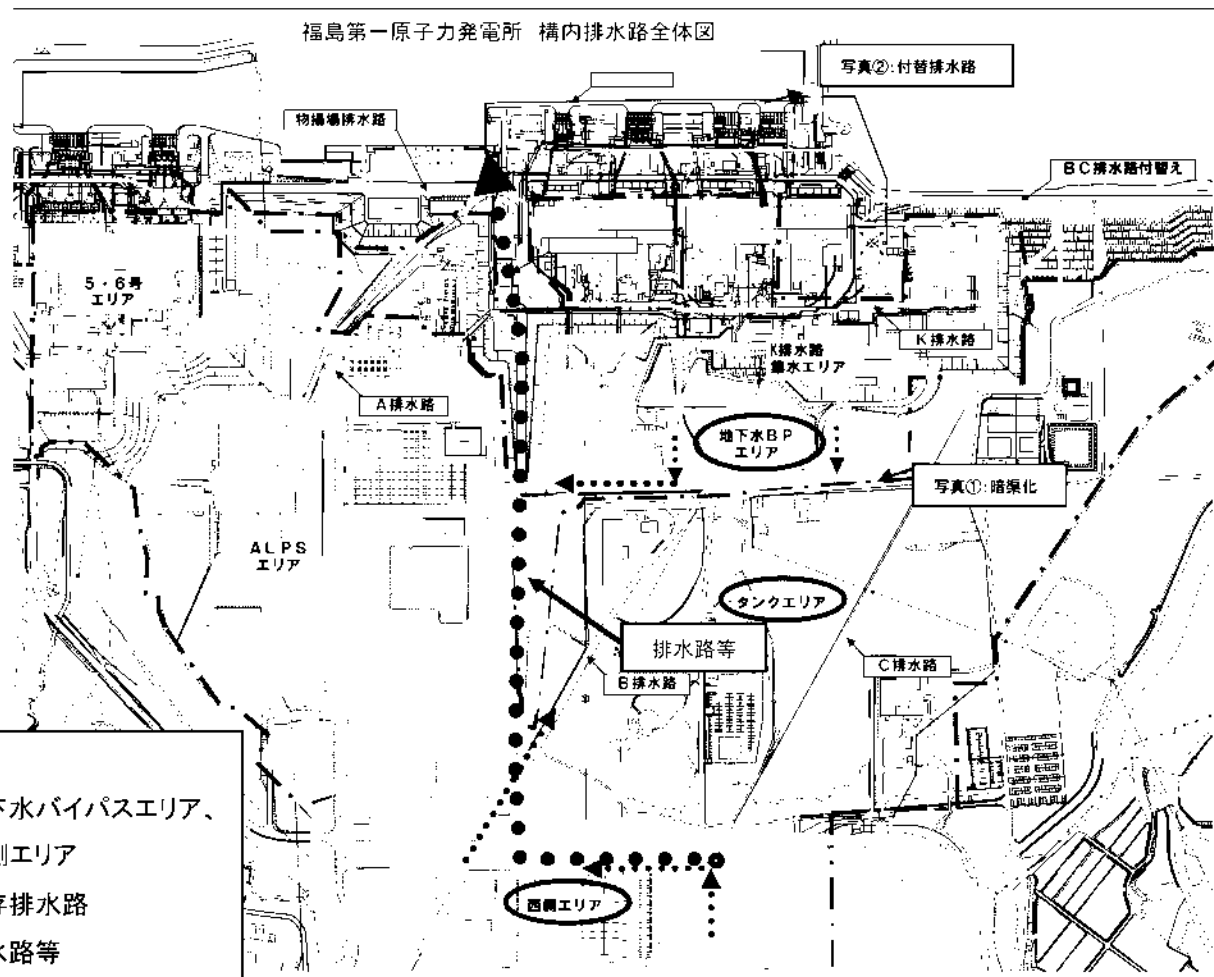 福島第一原子力発電所 構内排水路全体図
写真②:付替排水路
物揚場排水路
BC排水路付替え
5・6号
エリア
K排水路
K排水路
集水エリア
A排水路
地下水BP
エリア
写真①:暗渠化
ALPS
エリア
タンクエリア
排水路等
B排水路
C排水路
下水バイパスエリア、
側エリア
存排水路
水路等
西側エリア